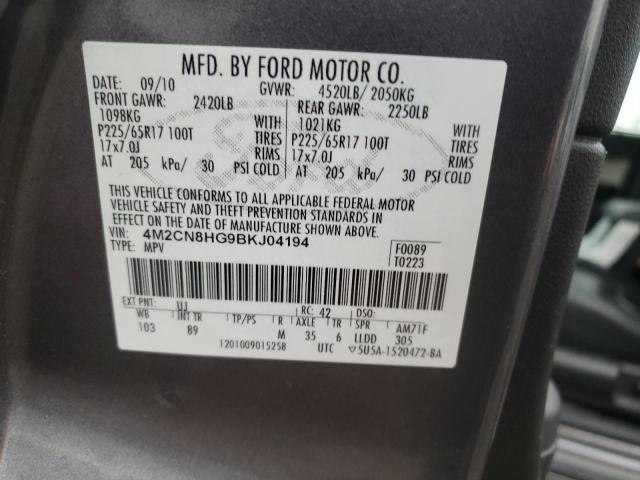 MFD. BY FORD MOTOR CO.
DATE: 09/10 GVWR: 4520LB/ 2050KG
FRONT GAWR: 2420LB REAR GAWR: 2250LB
1098KG WITH 1021KG WITH
P225/65R17 100T TIRES P225/65R17 100T TIRES
17x7.0J RIMS 17x7.0J RIMS
AT 205 kPa/ 30 PSI COLD AT 205 kPa/ 30 PSI COLD
THIS VEHICLE CONFORMS TO ALL APPLICABLE FEDERAL MOTOR
VEHICLE SAFETY AND THEFT PREVENTION STANDARDS IN
EFFECT ON THE DATE OF MANUFACTURE SHOWN ABOVE.
VIN: 4M2CN8HG9BKJ04194 F0089
TYPE: MPV T0223
EXT PNT: UJ RC: 42 DSO:
WB INT TR TP/PS R AXLE TR SPR AM71F
103 89 M 35 6 LLDD 305
1201009015258 UTC ▽5U5A-1520472-BA
Ford